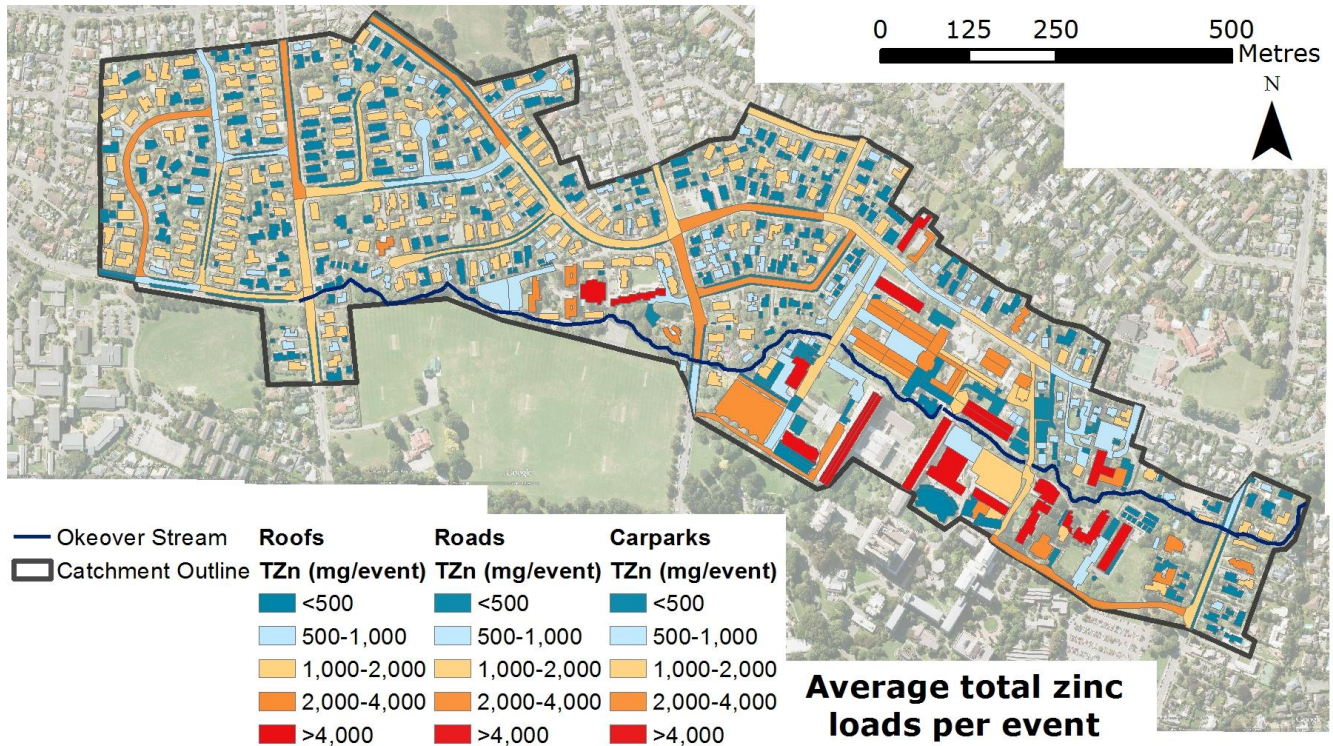 0 125 250 500
Metres
N
Okeover Stream
Catchment Outline
Roofs
TZn (mg/event)
<500
500-1,000
1,000-2,000
2,000-4,000
>4,000
Roads
TZn (mg/event)
<500
500-1,000
1,000-2,000
2,000-4,000
>4,000
Carparks
TZn (mg/event)
<500
500-1,000
1,000-2,000
2,000-4,000
>4,000
Average total zinc
loads per event
Google